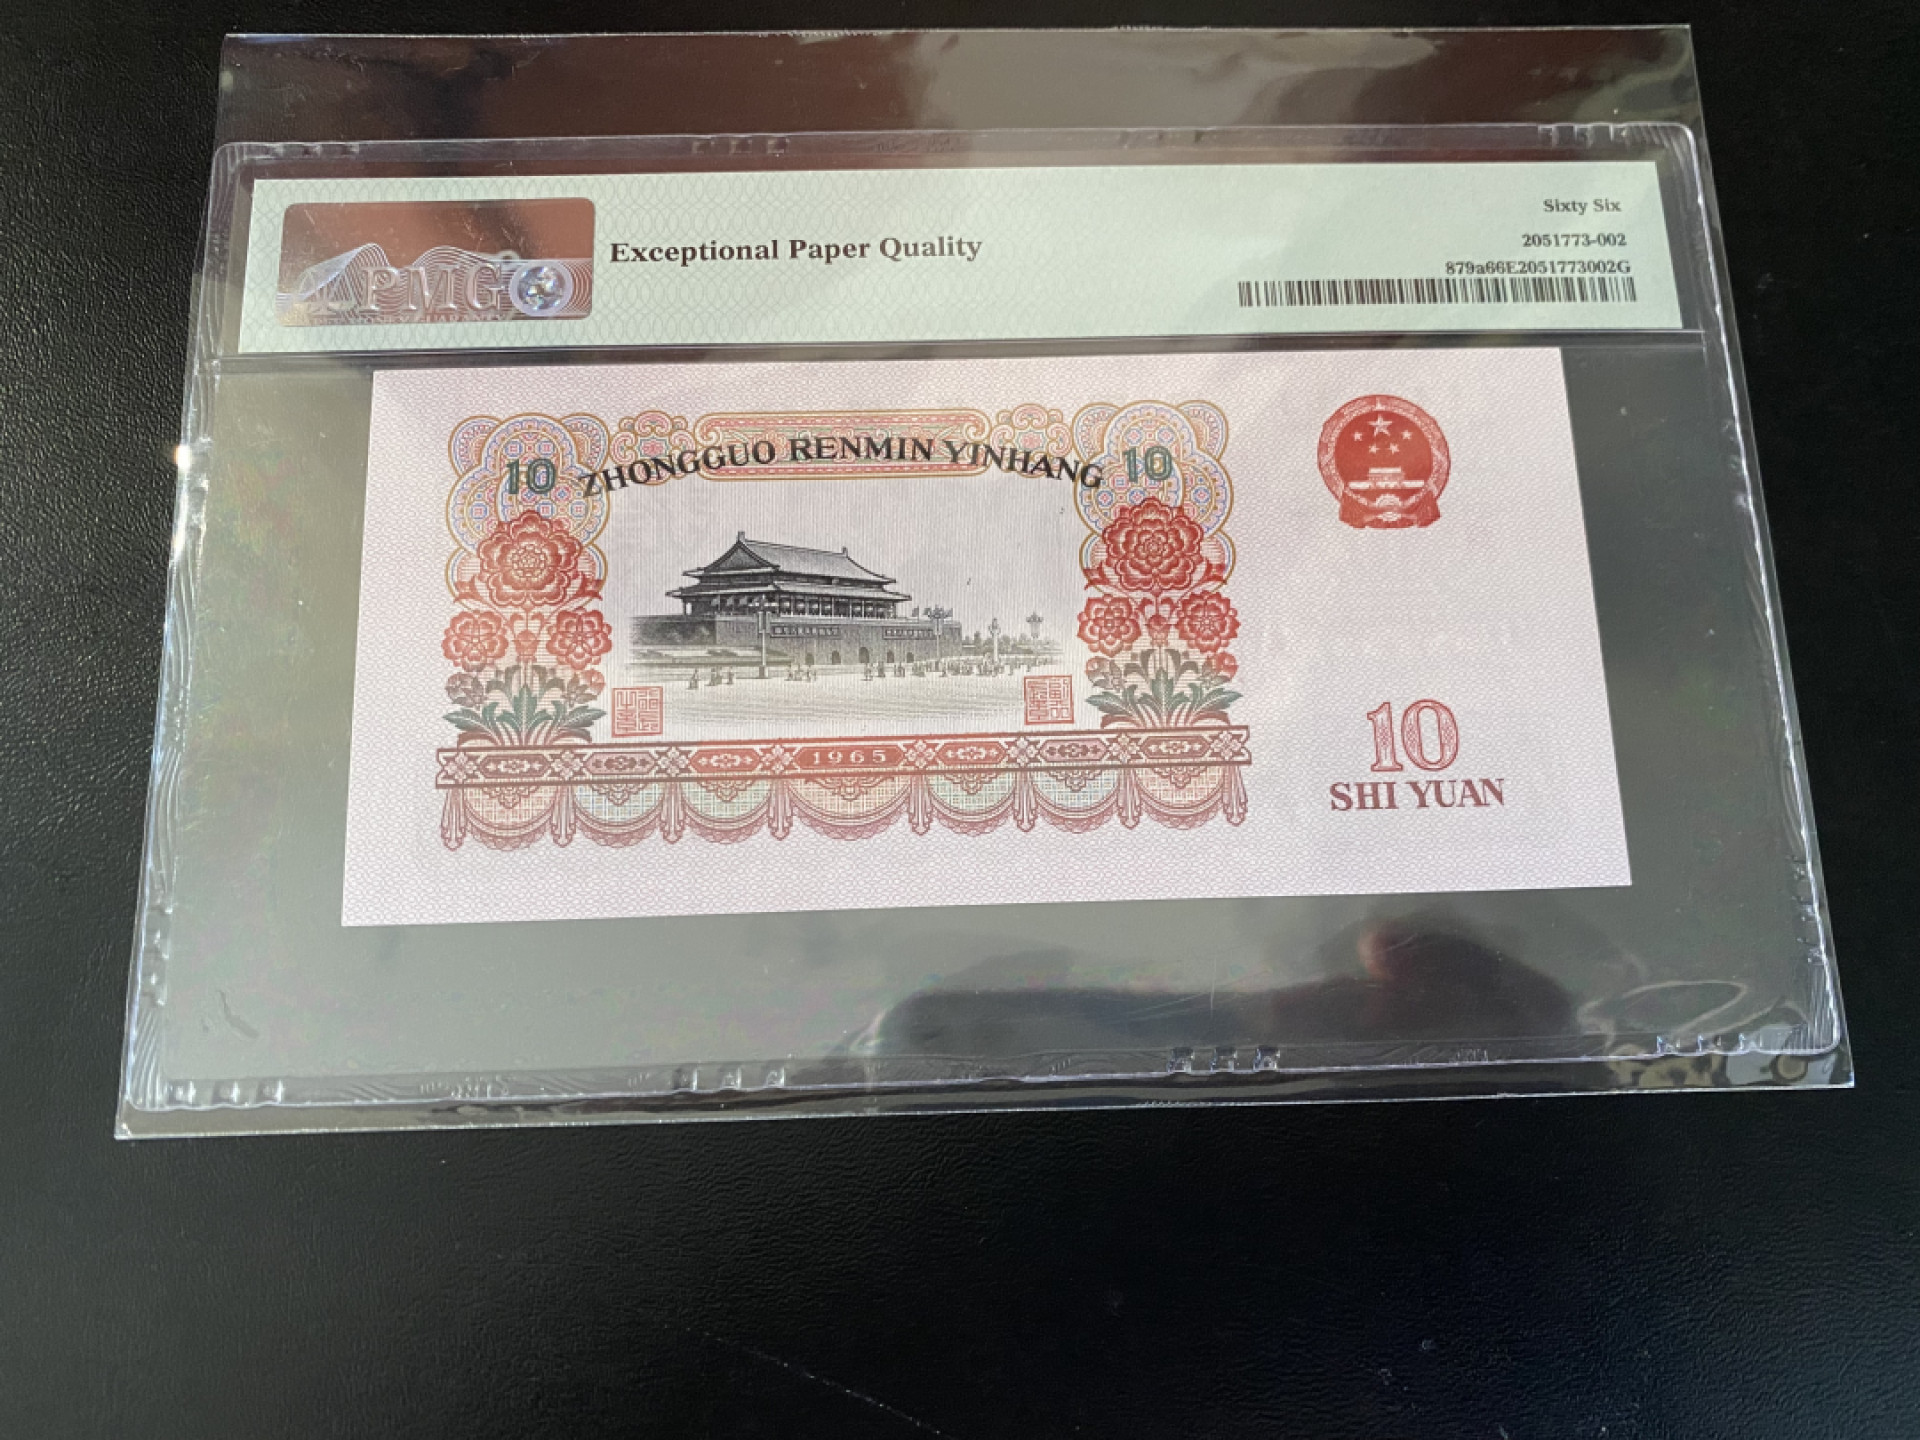 Sixty Six
2051773-002
PMG
Exceptional Paper Quality
879a66E2051773002G
10 ZHONGGUO RENMIN YINHANG 10
1965
10
SHI YUAN